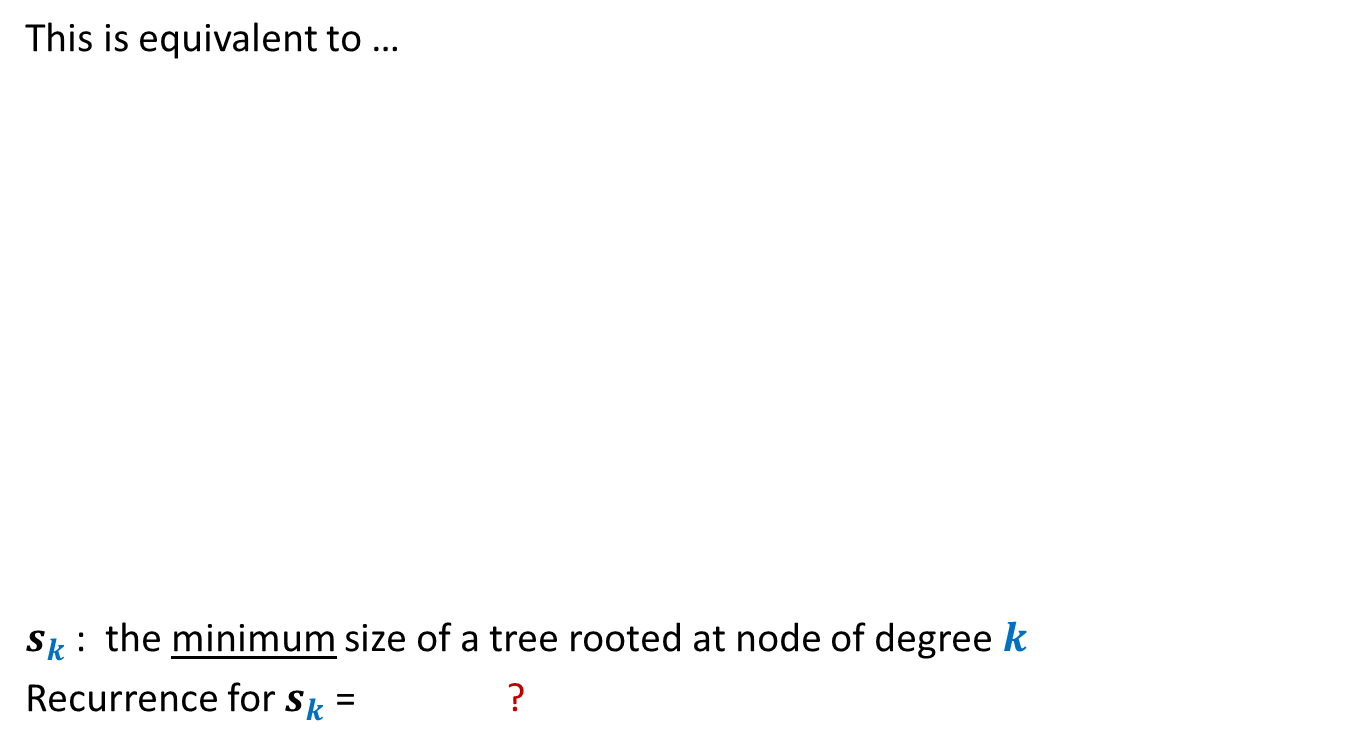 This is equivalent to …
𝒔ₖ : the minimum size of a tree rooted at node of degree 𝒌
Recurrence for 𝒔ₖ = ?